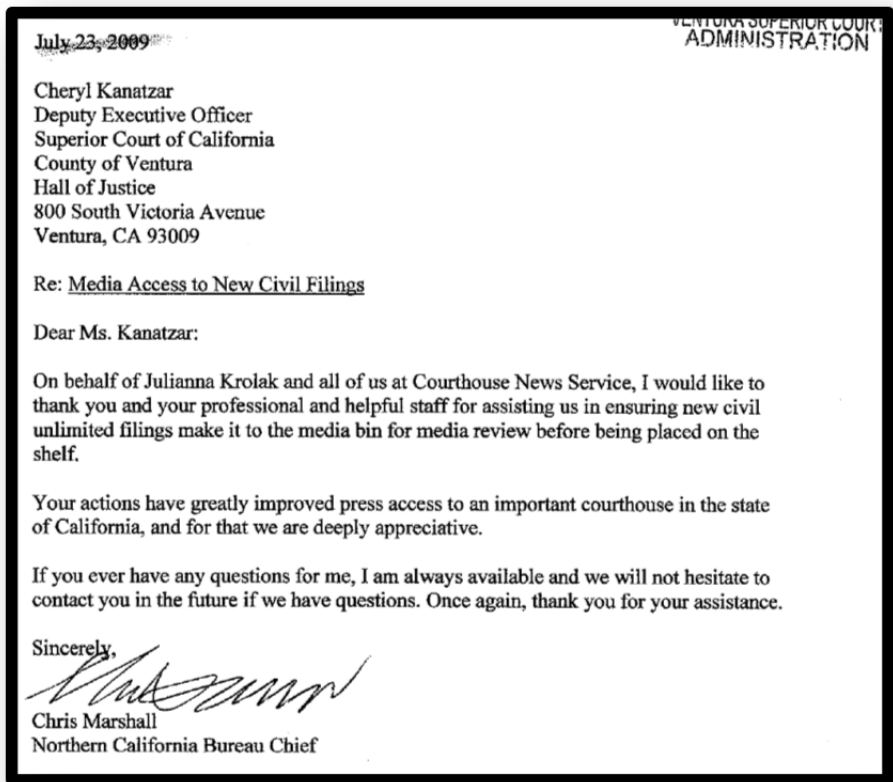 VENTURA SUPERIOR COURT
ADMINISTRATION
July 23, 2009
Cheryl Kanatzar
Deputy Executive Officer
Superior Court of California
County of Ventura
Hall of Justice
800 South Victoria Avenue
Ventura, CA 93009
Re: Media Access to New Civil Filings
Dear Ms. Kanatzar:
On behalf of Julianna Krolak and all of us at Courthouse News Service, I would like to
thank you and your professional and helpful staff for assisting us in ensuring new civil
unlimited filings make it to the media bin for media review before being placed on the
shelf.
Your actions have greatly improved press access to an important courthouse in the state
of California, and for that we are deeply appreciative.
If you ever have any questions for me, I am always available and we will not hesitate to
contact you in the future if we have questions. Once again, thank you for your assistance.
Sincerely,
Chris Marshall
Northern California Bureau Chief